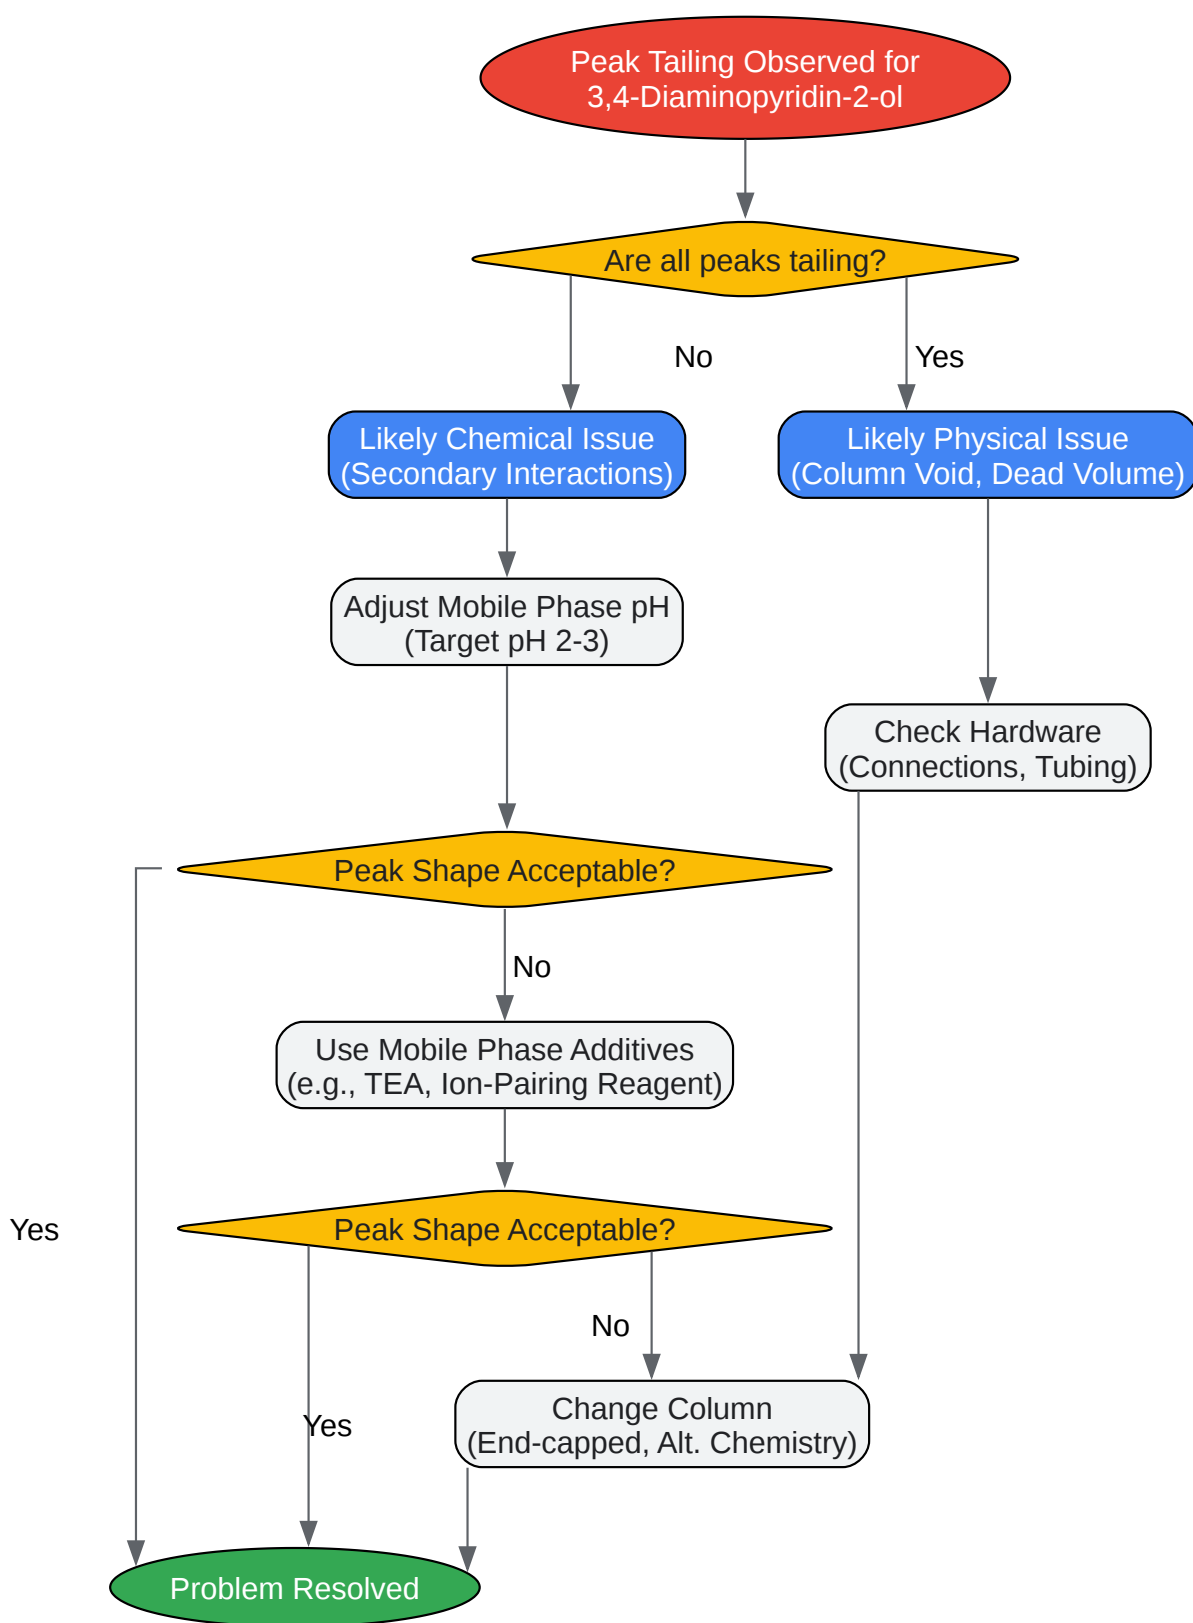 Peak Tailing Observed for
3,4-Diaminopyridin-2-ol
Are all peaks tailing?
No
Yes
Likely Chemical Issue
(Secondary Interactions)
Likely Physical Issue
(Column Void, Dead Volume)
Adjust Mobile Phase pH
(Target pH 2-3)
Check Hardware
(Connections, Tubing)
Peak Shape Acceptable?
No
Use Mobile Phase Additives
(e.g., TEA, Ion-Pairing Reagent)
Yes
Peak Shape Acceptable?
No
Yes
Change Column
(End-capped, Alt. Chemistry)
Problem Resolved